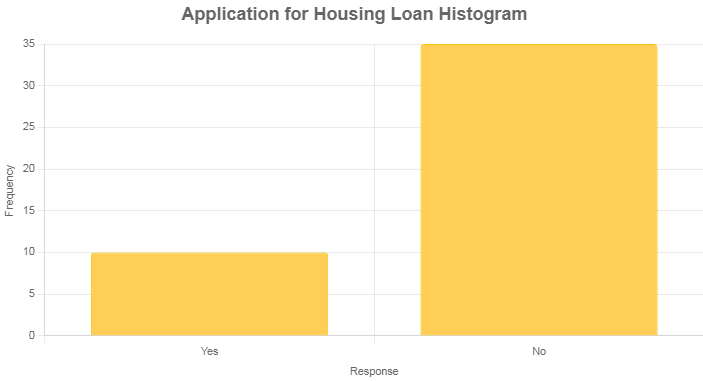 Application for Housing Loan Histogram
35
30
25
20
15
10
5
0
Frequency
Yes No
Response